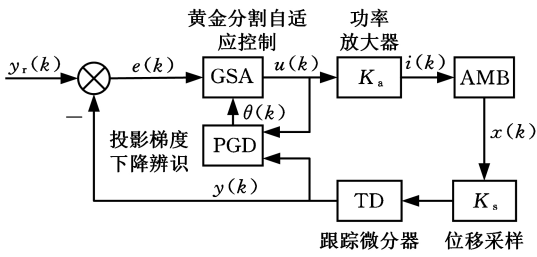 黄金分割自适
应控制
功率
放大器
y_r(k)
e(k)
GSA
u(k)
K_a
i(k)
AMB
θ(k)
x(k)
−
投影梯度
下降辨识
PGD
y(k)
TD
K_s
跟踪微分器
位移采样